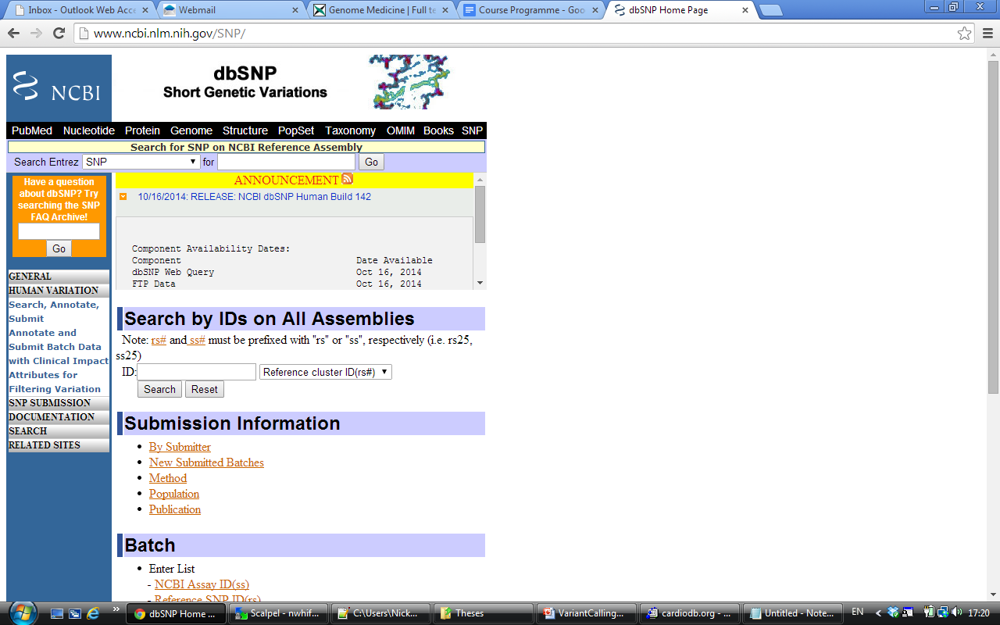 Inbox - Outlook Web Acce
Webmail
Genome Medicine | Full te
Course Programme - Goo
dbSNP Home Page
www.ncbi.nlm.nih.gov/SNP/
NCBI
dbSNP
Short Genetic Variations
PubMed Nucleotide Protein Genome Structure PopSet Taxonomy OMIM Books SNP
Search for SNP on NCBI Reference Assembly
Search Entrez SNP for Go
Have a question
about dbSNP? Try
searching the SNP
FAQ Archive!
Go
GENERAL
HUMAN VARIATION
Search, Annotate,
Submit
Annotate and
Submit Batch Data
with Clinical Impact
Attributes for
Filtering Variation
SNP SUBMISSION
DOCUMENTATION
SEARCH
RELATED SITES
ANNOUNCEMENT
10/16/2014: RELEASE: NCBI dbSNP Human Build 142
Component Availability Dates:
Component Date Available
dbSNP Web Query Oct 16, 2014
FTP Data Oct 16, 2014
Search by IDs on All Assemblies
Note: rs# and ss# must be prefixed with "rs" or "ss", respectively (i.e. rs25,
ss25)
ID: Reference cluster ID(rs#)
Search Reset
Submission Information
• By Submitter
• New Submitted Batches
• Method
• Population
• Publication
Batch
• Enter List
- NCBI Assay ID(ss)
- Reference SNP ID(rs)
» dbSNP Home ... Scalpel - nwhif... C:\Users\Nick... Theses VariantCalling... cardiodb.org - ... Untitled - Note... EN 17:20